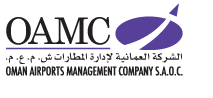 OAMC
الشركة العمانية لإدارة المطارات ش. م. ع. م.
OMAN AIRPORTS MANAGEMENT COMPANY S.A.O.C.